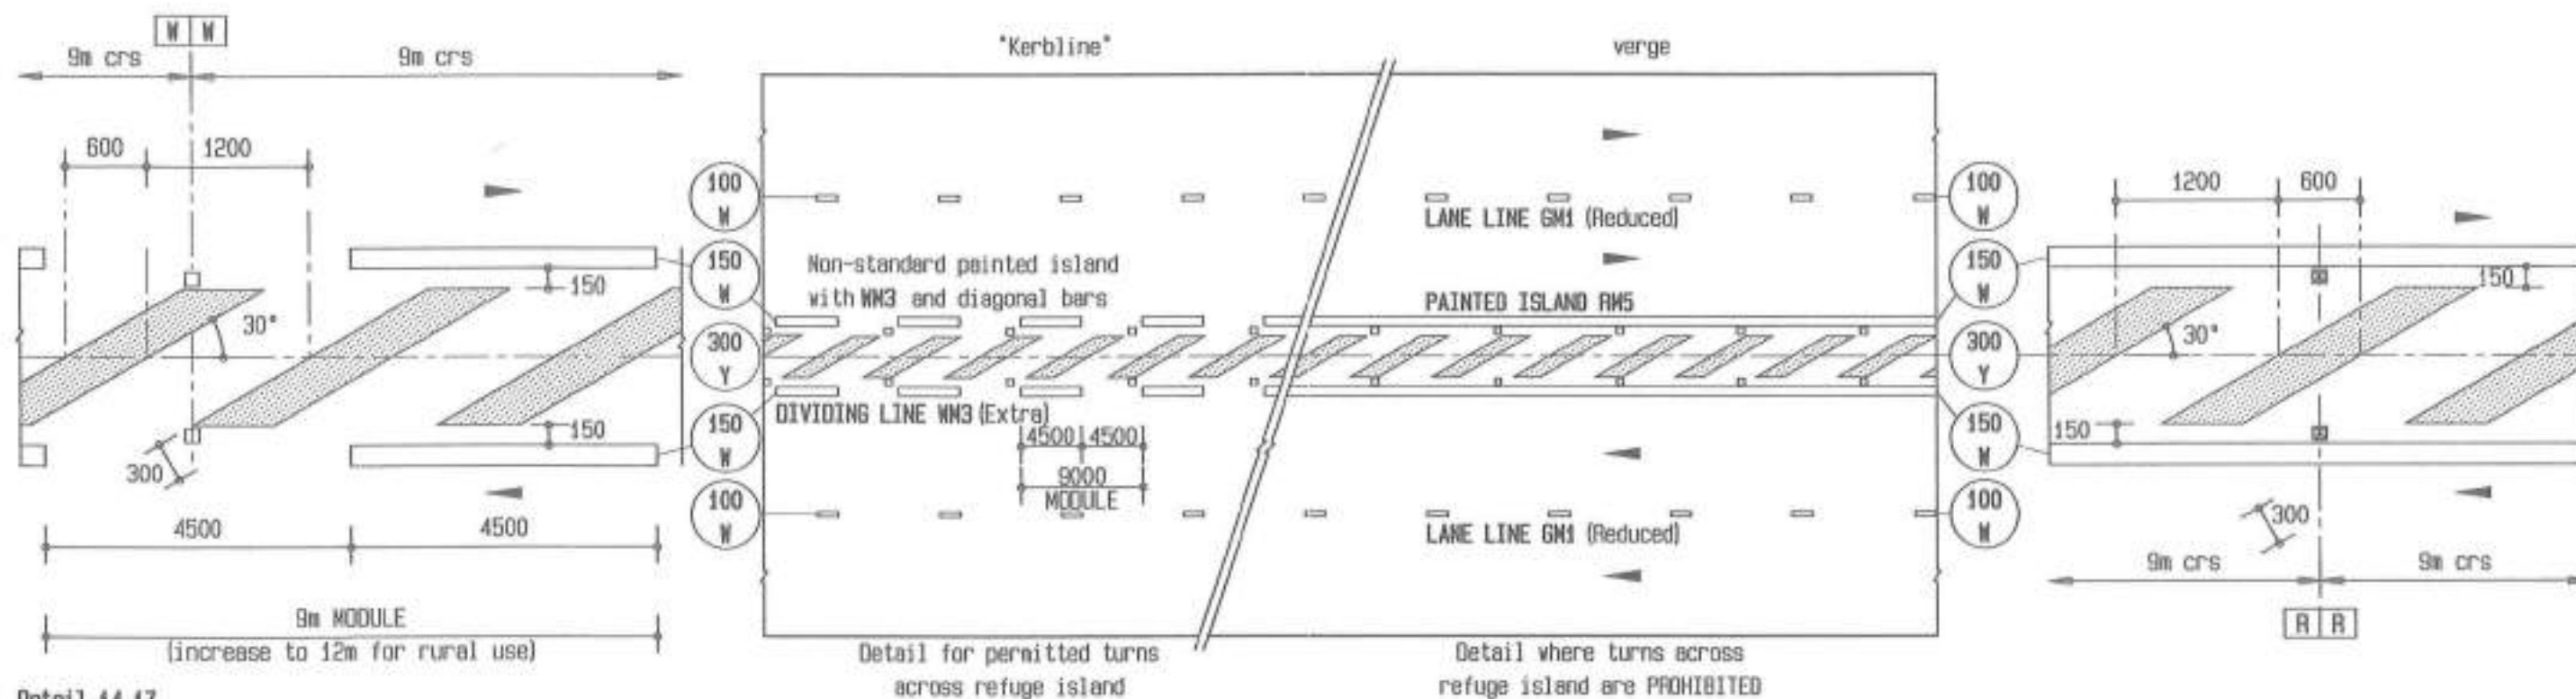 W W
9m crs
9m crs
600
1200
30°
150
150
300
4500
4500
9m MODULE
(increase to 12m for rural use)
Detail 14.17
100
W
150
W
300
Y
150
W
100
W
"Kerbline"
verge
LANE LINE GM1 (Reduced)
Non-standard painted island
with WM3 and diagonal bars
PAINTED ISLAND RM5
DIVIDING LINE WM3 (Extra)
4500 4500
9000
MODULE
LANE LINE GM1 (Reduced)
Detail for permitted turns
across refuge island
Detail where turns across
refuge island are PROHIBITED
100
W
150
W
300
Y
150
W
100
W
1200
600
150
30°
150
300
9m crs
9m crs
R R